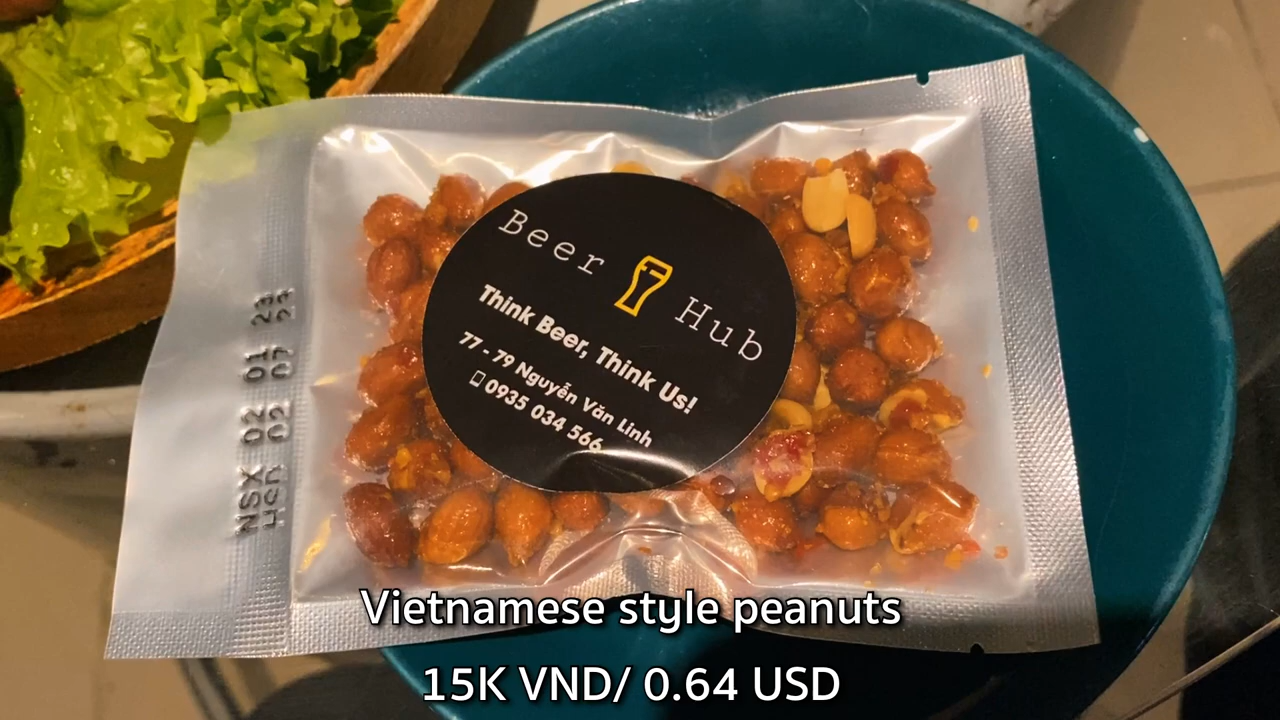 Beer Hub
Think Beer, Think Us!
77 - 79 Nguyễn Văn Linh
0935 034 566
NSX 02 01 23
HSD 02 07 23
Vietnamese style peanuts
15K VND/ 0.64 USD